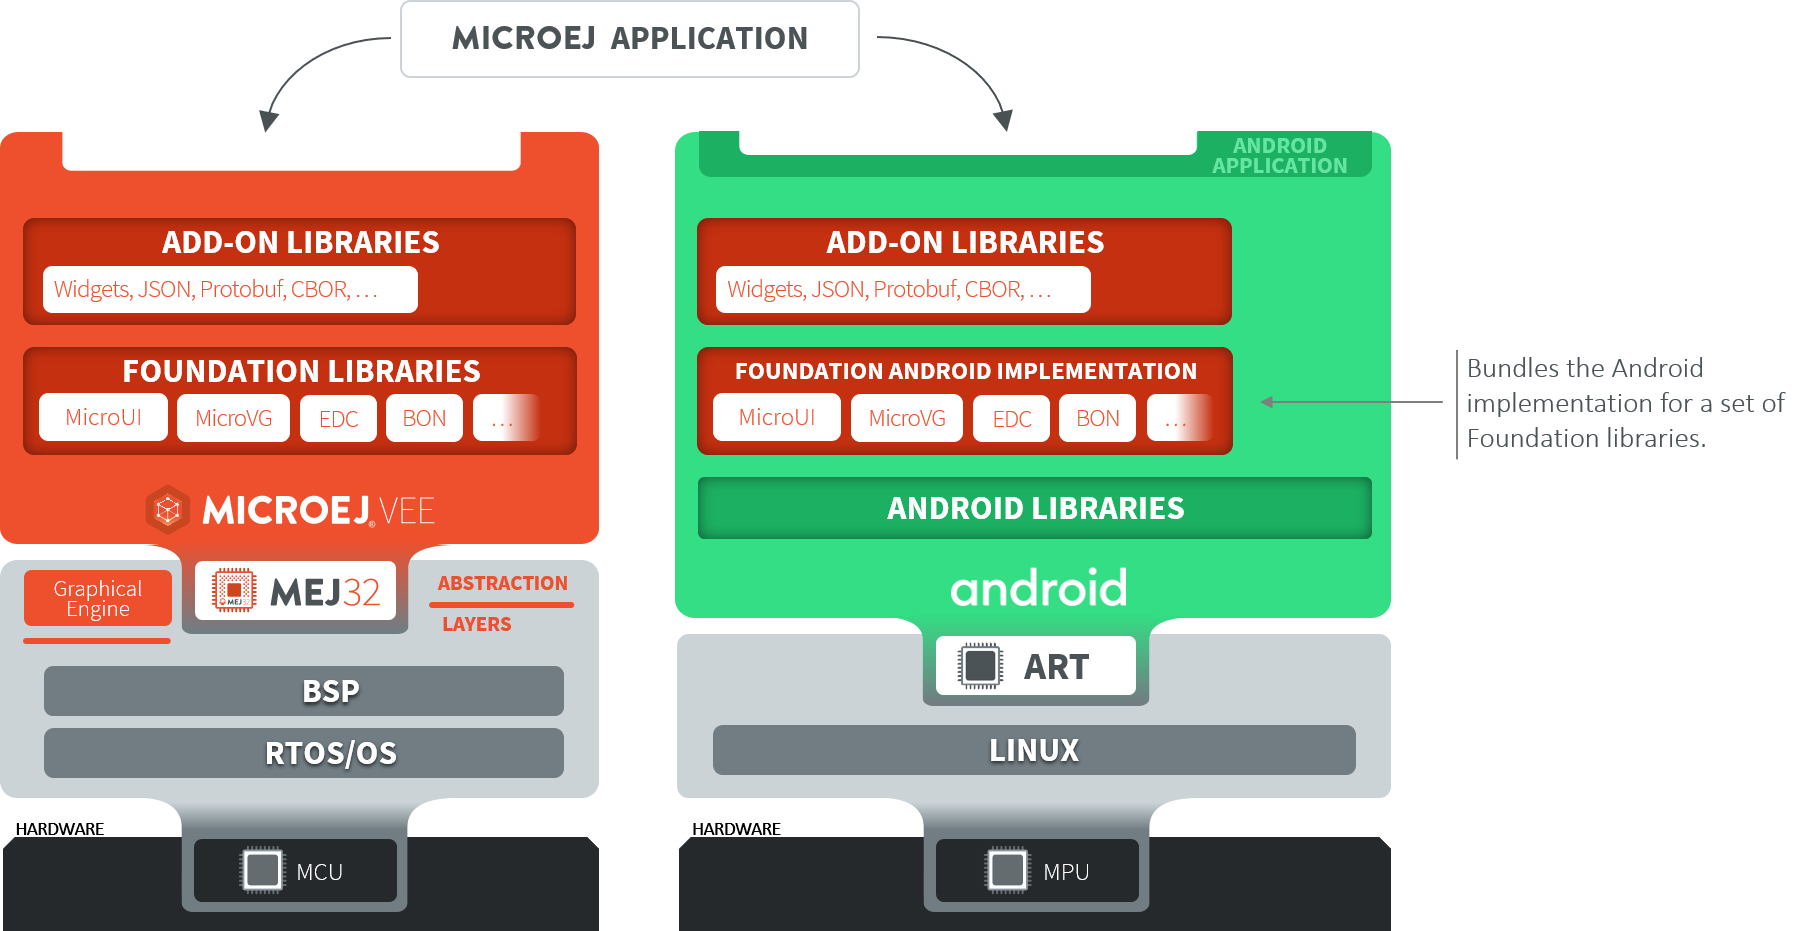 MICROEJ APPLICATION
ADD-ON LIBRARIES
Widgets, JSON, Protobuf, CBOR, ...
FOUNDATION LIBRARIES
MicroUI
MicroVG
EDC
BON
...
MICROEJ® VEE
Graphical
Engine
MEJ32
MEJ32
ABSTRACTION
LAYERS
BSP
RTOS/OS
HARDWARE
MCU
ANDROID
APPLICATION
ADD-ON LIBRARIES
Widgets, JSON, Protobuf, CBOR, ...
FOUNDATION ANDROID IMPLEMENTATION
MicroUI
MicroVG
EDC
BON
...
ANDROID LIBRARIES
android
ART
LINUX
HARDWARE
MPU
Bundles the Android
implementation for a set of
Foundation libraries.